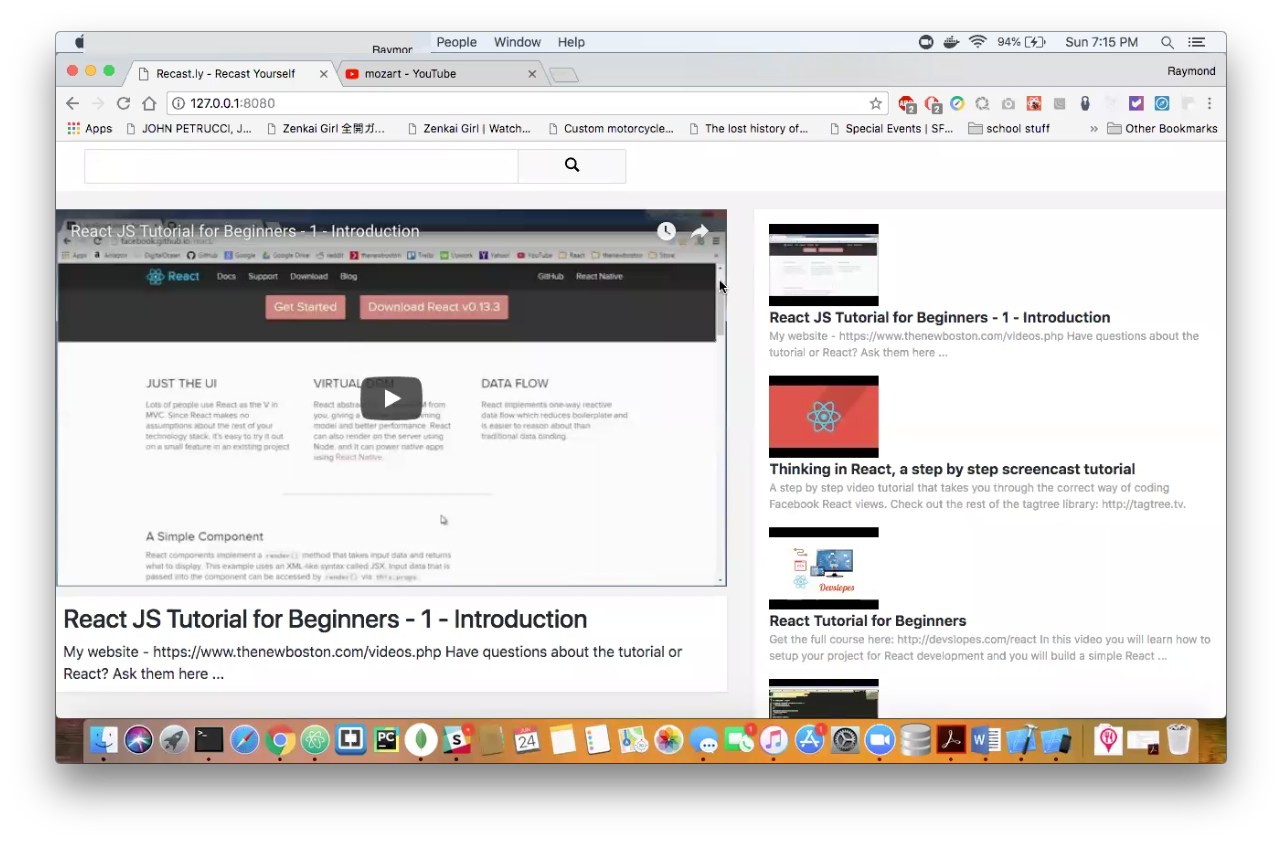 Raymor People Window Help 94% Sun 7:15 PM
Recast.ly - Recast Yourself mozart - YouTube Raymond
127.0.0.1:8080 2 2
Apps JOHN PETRUCCI, J... Zenkai Girl 全開ガ... Zenkai Girl | Watch... Custom motorcycle... The lost history of... Special Events | SF... school stuff » Other Bookmarks
React JS Tutorial for Beginners - 1 - Introduction
React Docs Support Download Blog GitHub React Native
Get Started Download React v0.13.3
JUST THE UI
Lots of people use React as the V in
MVC. Since React makes no
assumptions about the rest of your
technology stack, it's easy to try it out
on a small feature in an existing project
VIRTUAL
React
you, giving a
model and better performance. React
can also render on the server using
Node, and it can power native apps
using React Native.
DATA FLOW
React implements one-way reactive
data flow which reduces boilerplate and
is easier to reason about than
traditional data binding.
A Simple Component
React components implement a render() method that takes input data and returns
what to display. This example uses an XML-like syntax called JSX. Input data that is
passed into the component can be accessed by render() via this.props.
React JS Tutorial for Beginners - 1 - Introduction
My website - https://www.thenewboston.com/videos.php Have questions about the tutorial or
React? Ask them here ...
React JS Tutorial for Beginners - 1 - Introduction
My website - https://www.thenewboston.com/videos.php Have questions about the
tutorial or React? Ask them here ...
Thinking in React, a step by step screencast tutorial
A step by step video tutorial that takes you through the correct way of coding
Facebook React views. Check out the rest of the tagtree library: http://tagtree.tv.
Devslopes
React Tutorial for Beginners
Get the full course here: http://devslopes.com/react In this video you will learn how to
setup your project for React development and you will build a simple React ...
PC S 24 1 1 W